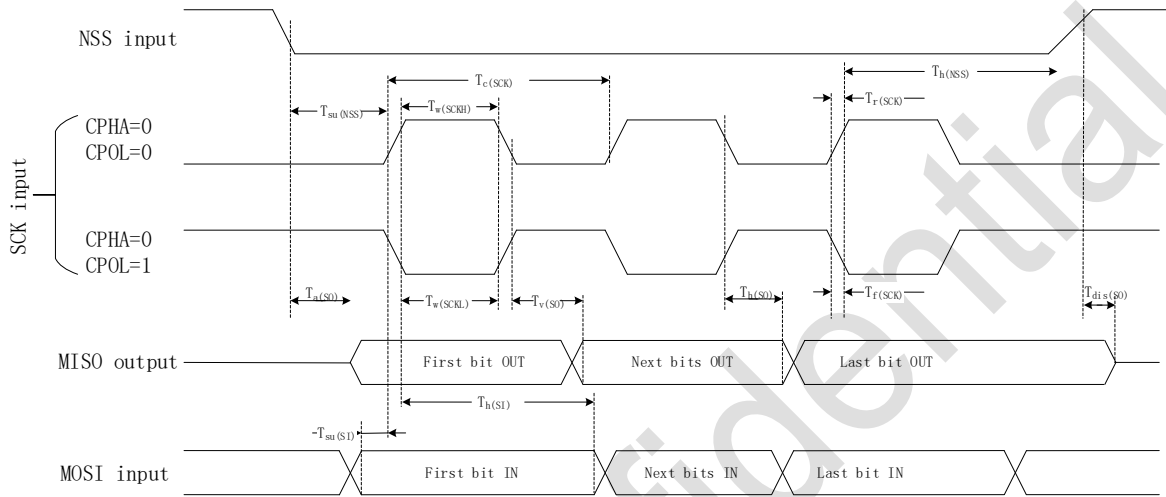 NSS input
Tc(SCK)
Th(NSS)
Tsu(NSS)
Tw(SCKH)
Tr(SCK)
CPHA=0
CPOL=0
SCK input
CPHA=0
CPOL=1
Ta(SO)
Tw(SCKL)
Tv(SO)
Th(SO)
Tf(SCK)
Tdis(SO)
MISO output
First bit OUT
Next bits OUT
Last bit OUT
Th(SI)
Tsu(SI)
MOSI input
First bit IN
Next bits IN
Last bit IN
fidential